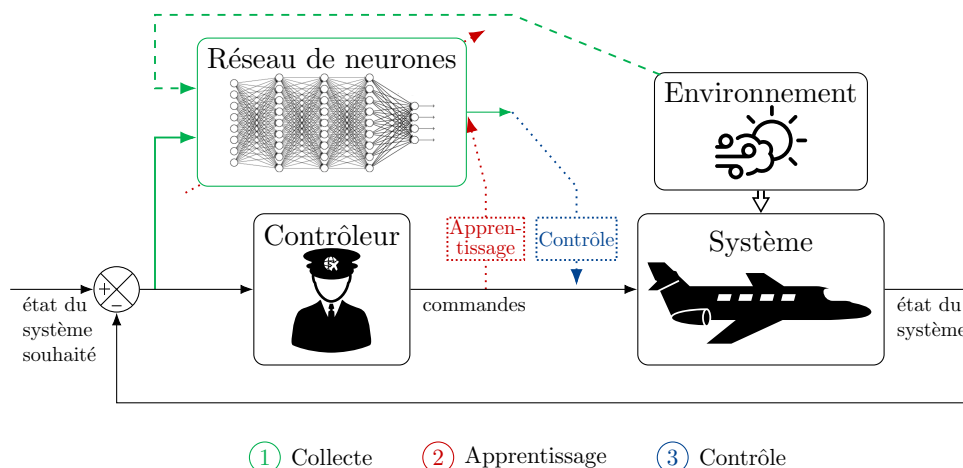 Réseau de neurones
Environnement
Contrôleur
Appren-
tissage
Contrôle
Système
+
−
état du
système
souhaité
commandes
état du
système
1 Collecte
2 Apprentissage
3 Contrôle